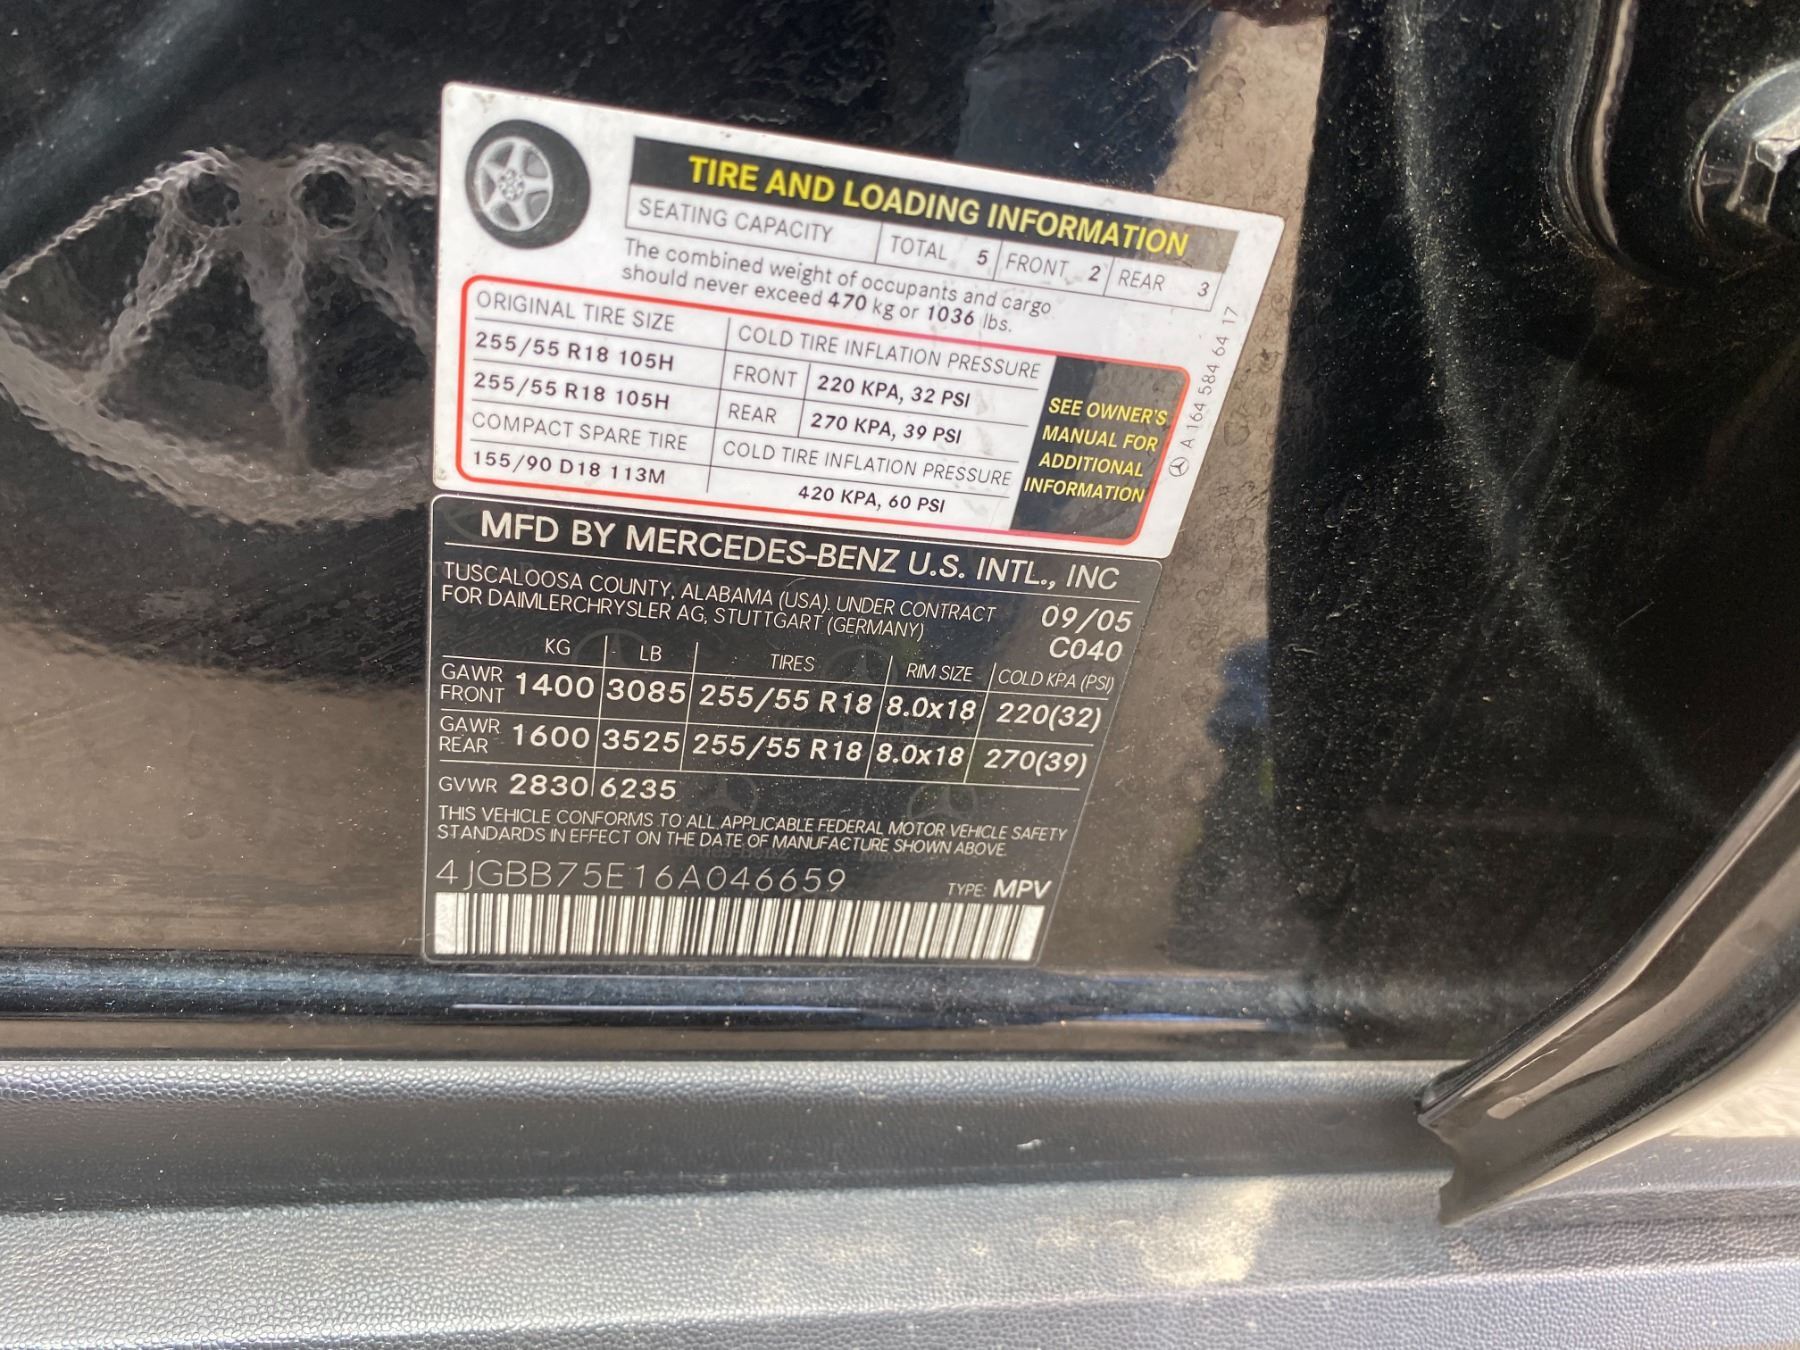 TIRE AND LOADING INFORMATION
SEATING CAPACITY TOTAL 5 FRONT 2 REAR 3
The combined weight of occupants and cargo
should never exceed 470 kg or 1036 lbs.
ORIGINAL TIRE SIZE COLD TIRE INFLATION PRESSURE
255/55 R18 105H FRONT 220 KPA, 32 PSI
255/55 R18 105H REAR 270 KPA, 39 PSI
COMPACT SPARE TIRE COLD TIRE INFLATION PRESSURE
155/90 D18 113M 420 KPA, 60 PSI
SEE OWNER'S
MANUAL FOR
ADDITIONAL
INFORMATION
A 164 584 64 17
MFD BY MERCEDES-BENZ U.S. INTL., INC
TUSCALOOSA COUNTY, ALABAMA (USA). UNDER CONTRACT
FOR DAIMLERCHRYSLER AG, STUTTGART (GERMANY)
09/05
C040
KG LB TIRES RIM SIZE COLD KPA (PSI)
GAWR FRONT 1400 3085 255/55 R18 8.0x18 220(32)
GAWR REAR 1600 3525 255/55 R18 8.0x18 270(39)
GVWR 2830 6235
THIS VEHICLE CONFORMS TO ALL APPLICABLE FEDERAL MOTOR VEHICLE SAFETY
STANDARDS IN EFFECT ON THE DATE OF MANUFACTURE SHOWN ABOVE.
4JGBB75E16A046659 TYPE: MPV